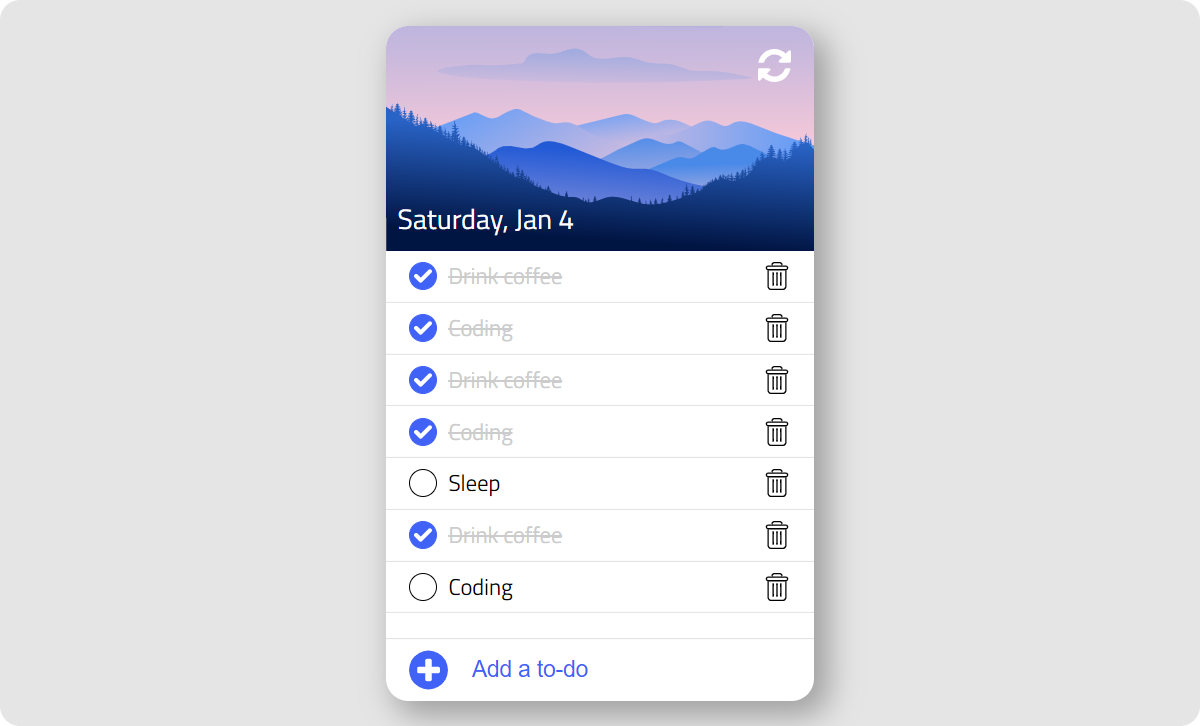 Saturday, Jan 4
Drink coffee
Coding
Drink coffee
Coding
Sleep
Drink coffee
Coding
Add a to-do